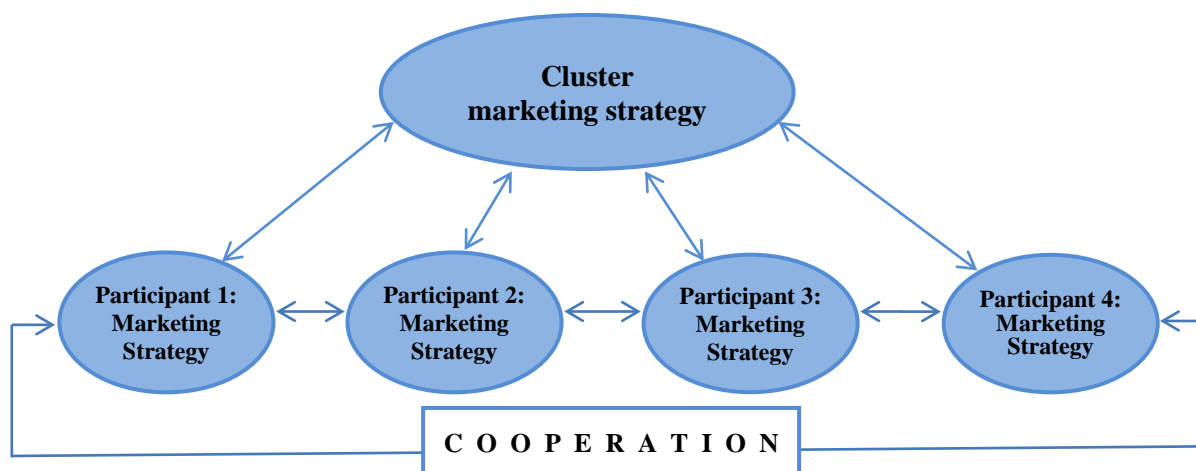 Cluster
marketing strategy
Participant 1:
Marketing
Strategy
Participant 2:
Marketing
Strategy
Participant 3:
Marketing
Strategy
Participant 4:
Marketing
Strategy
C O O P E R A T I O N